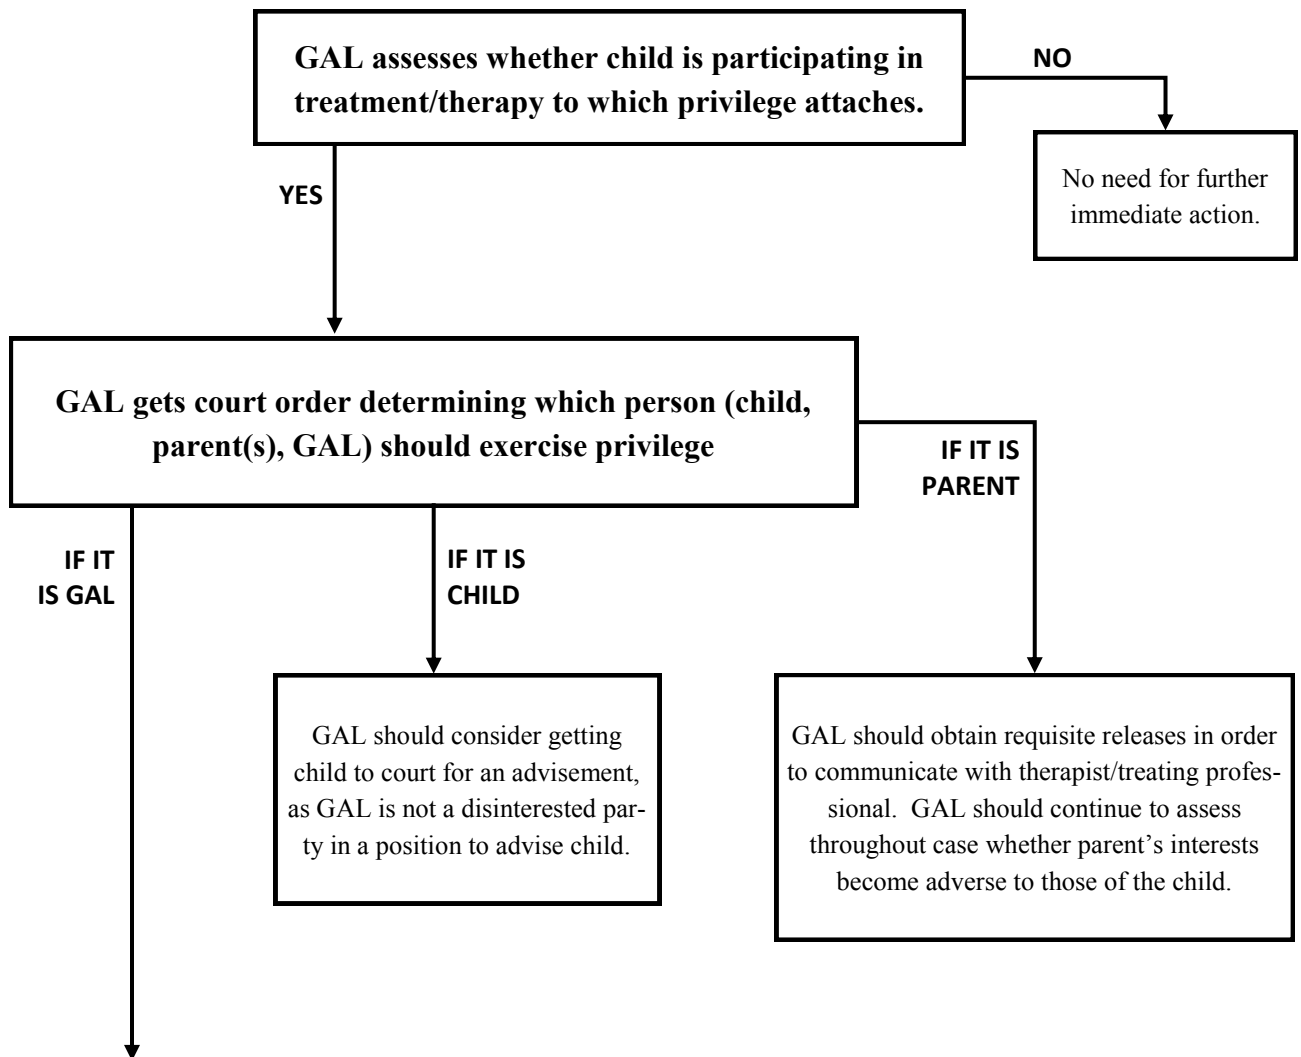 GAL assesses whether child is participating in
treatment/therapy to which privilege attaches.
NO
No need for further
immediate action.
YES
GAL gets court order determining which person (child,
parent(s), GAL) should exercise privilege
IF IT IS
PARENT
IF IT
IS GAL
IF IT IS
CHILD
GAL should consider getting
child to court for an advisement,
as GAL is not a disinterested par-
ty in a position to advise child.
GAL should obtain requisite releases in order
to communicate with therapist/treating profes-
sional.  GAL should continue to assess
throughout case whether parent’s interests
become adverse to those of the child.